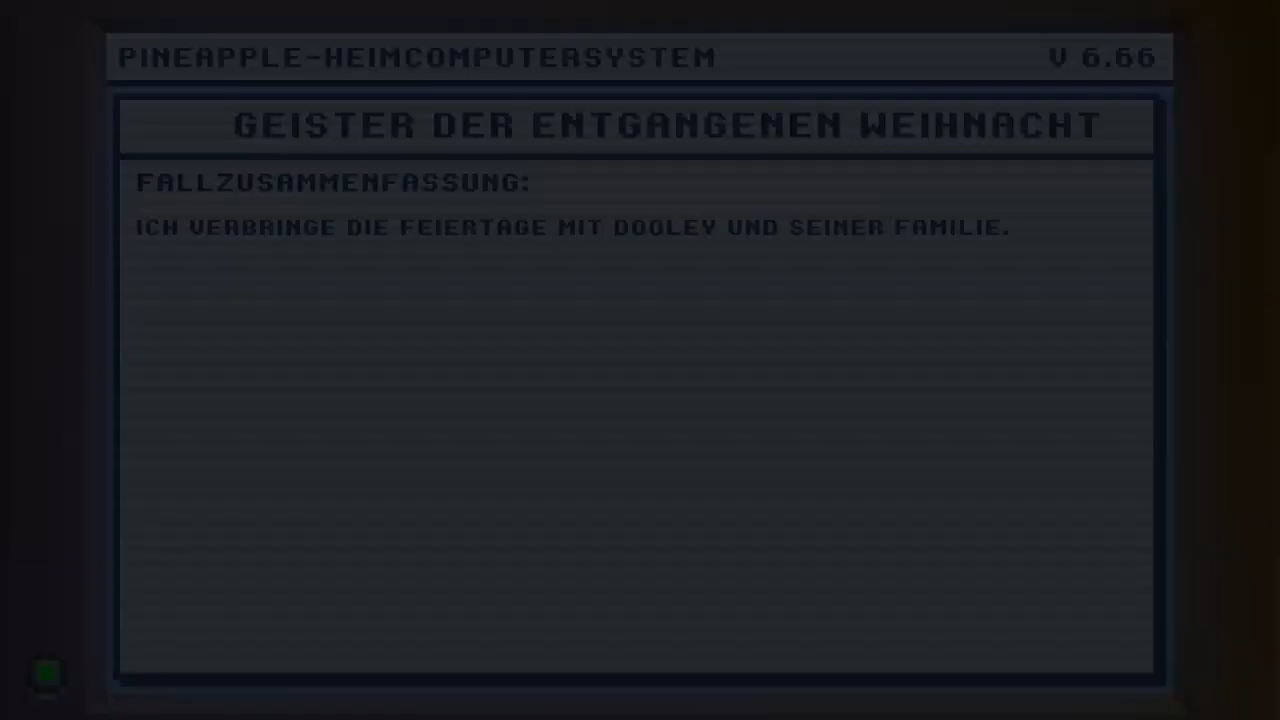 PINEAPPLE-HEIMCOMPUTERSYSTEM V 6.66
GEISTER DER ENTGANGENEN WEIHNACHT
FALLZUSAMMENFASSUNG:
ICH VERBRINGE DIE FEIERTAGE MIT DOOLEY UND SEINER FAMILIE.